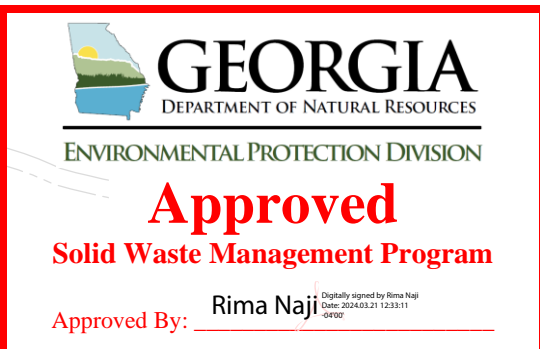 GEORGIA
DEPARTMENT OF NATURAL RESOURCES
ENVIRONMENTAL PROTECTION DIVISION
Approved
Solid Waste Management Program
Approved By: Rima Naji
Digitally signed by Rima Naji
Date: 2024.03.21 12:33:11
-04'00'